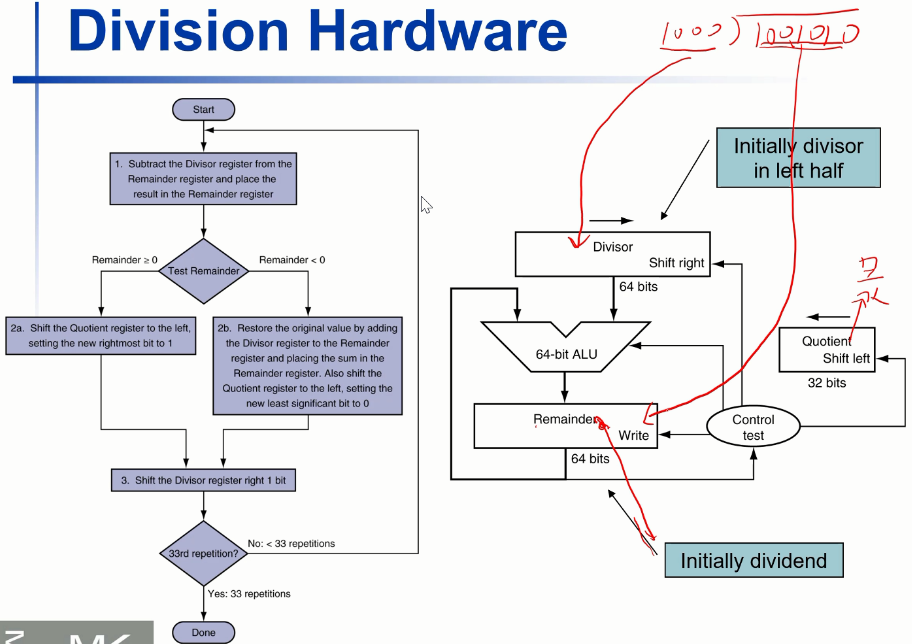 Division Hardware
1000 ) 1001010
Start
1. Subtract the Divisor register from the
Remainder register and place the
result in the Remainder register
Test Remainder
Remainder ≥ 0
Remainder < 0
2a. Shift the Quotient register to the left,
setting the new rightmost bit to 1
2b. Restore the original value by adding
the Divisor register to the Remainder
register and placing the sum in the
Remainder register. Also shift the
Quotient register to the left, setting the
new least significant bit to 0
3. Shift the Divisor register right 1 bit
33rd repetition?
No: < 33 repetitions
Yes: 33 repetitions
Done
Initially divisor
in left half
Divisor
Shift right
64 bits
64-bit ALU
Quotient
Shift left
32 bits
Remainder
Write
64 bits
Control
test
Initially dividend